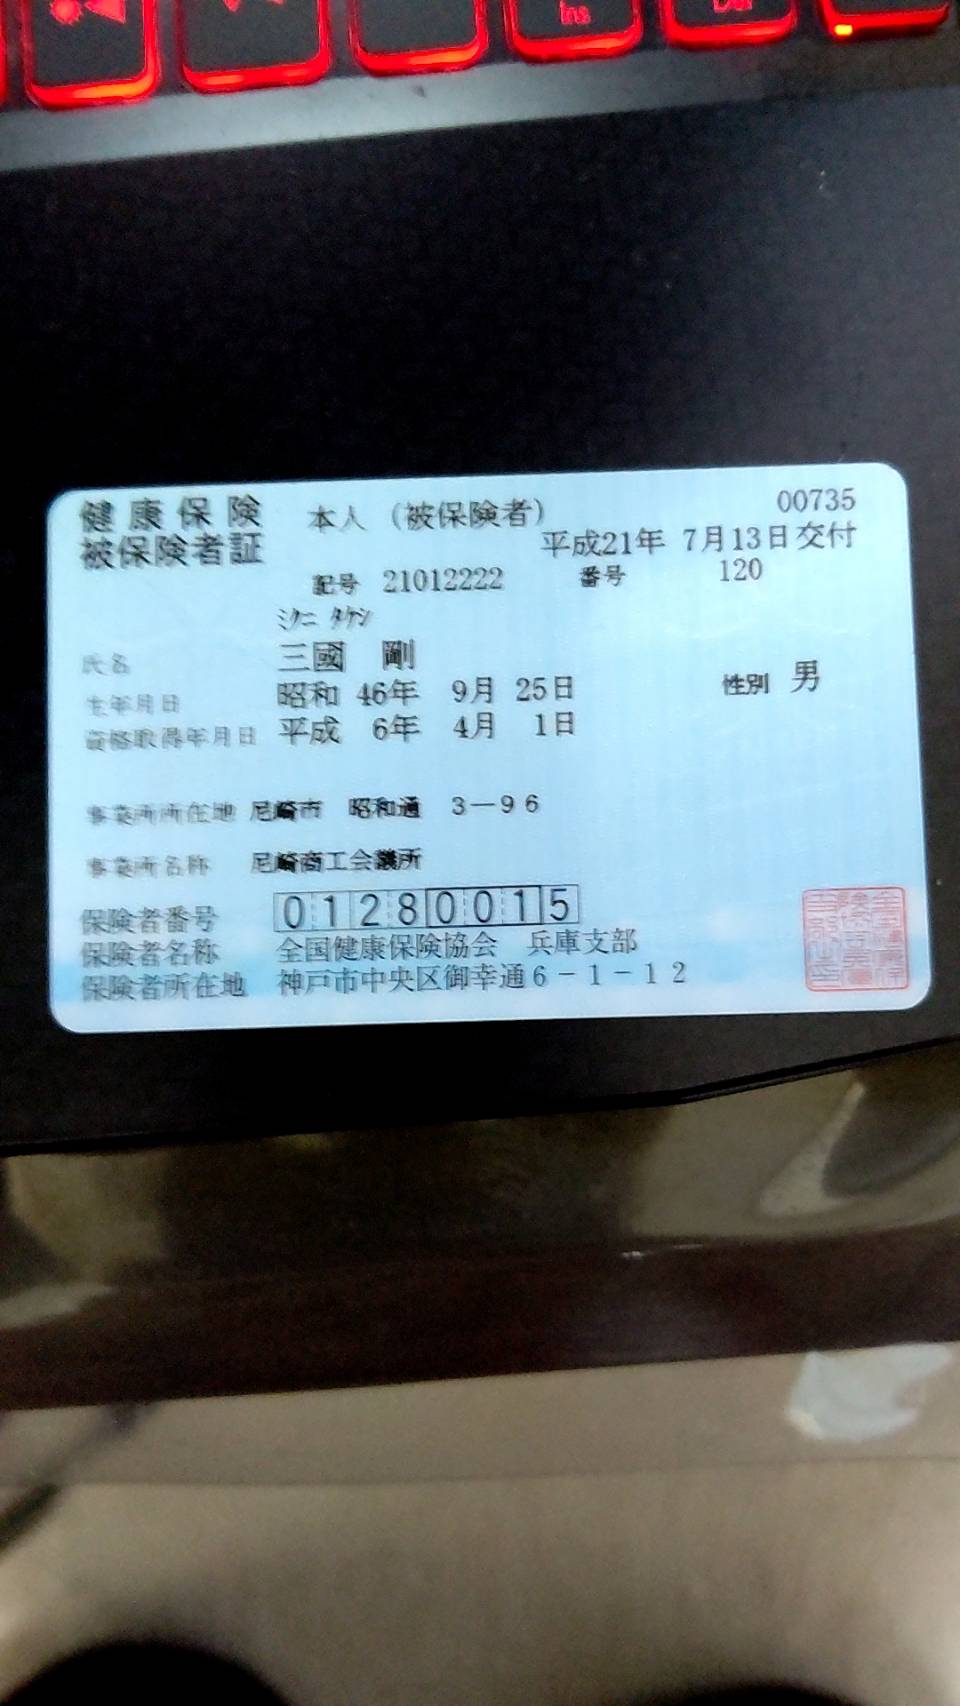 Ins
健康保険
被保険者証
本人（被保険者）
00735
平成21年 7月13日交付
記号 21012222 番号 120
ミクニ タケシ
氏名 三國 剛
生年月日 昭和 46年 9月 25日 性別 男
資格取得年月日 平成 6年 4月 1日
事業所所在地 尼崎市 昭和通 3－96
事業所名称 尼崎商工会議所
保険者番号 01280015
保険者名称 全国健康保険協会 兵庫支部
保険者所在地 神戸市中央区御幸通6－1－12